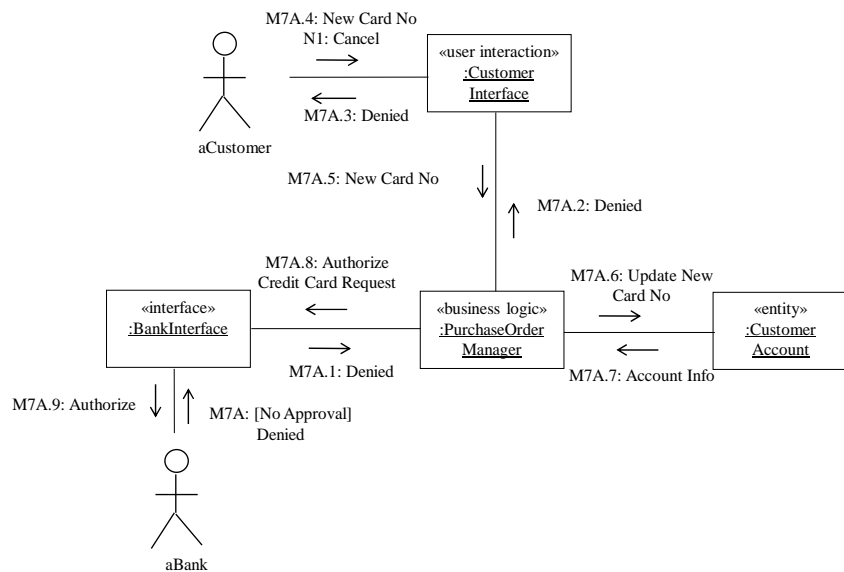 M7A.4: New Card No
N1: Cancel
«user interaction»
:Customer
Interface
M7A.3: Denied
aCustomer
M7A.5: New Card No
M7A.2: Denied
M7A.8: Authorize
Credit Card Request
M7A.6: Update New
Card No
«interface»
:BankInterface
«business logic»
:PurchaseOrder
Manager
«entity»
:Customer
Account
M7A.1: Denied
M7A.7: Account Info
M7A.9: Authorize
M7A: [No Approval]
Denied
aBank